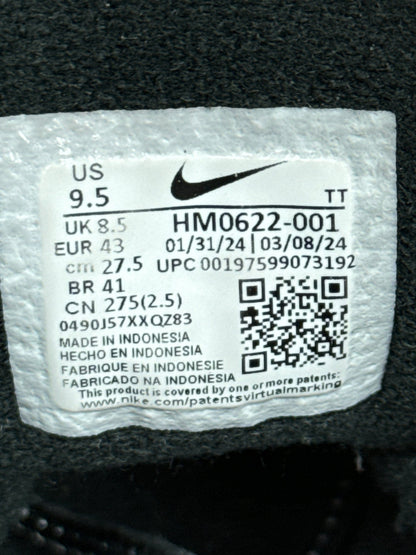 US
9.5
TT
UK 8.5 HM0622-001
EUR 43 01/31/24 | 03/08/24
cm 27.5 UPC 00197599073192
BR 41
CN 275(2.5)
0490J57XXQZ83
MADE IN INDONESIA
HECHO EN INDONESIA
FABRIQUE EN INDONESIE
FABRICADO NA INDONESIA
This product is covered by one or more patents:
www.nike.com/patentsvirtualmarking